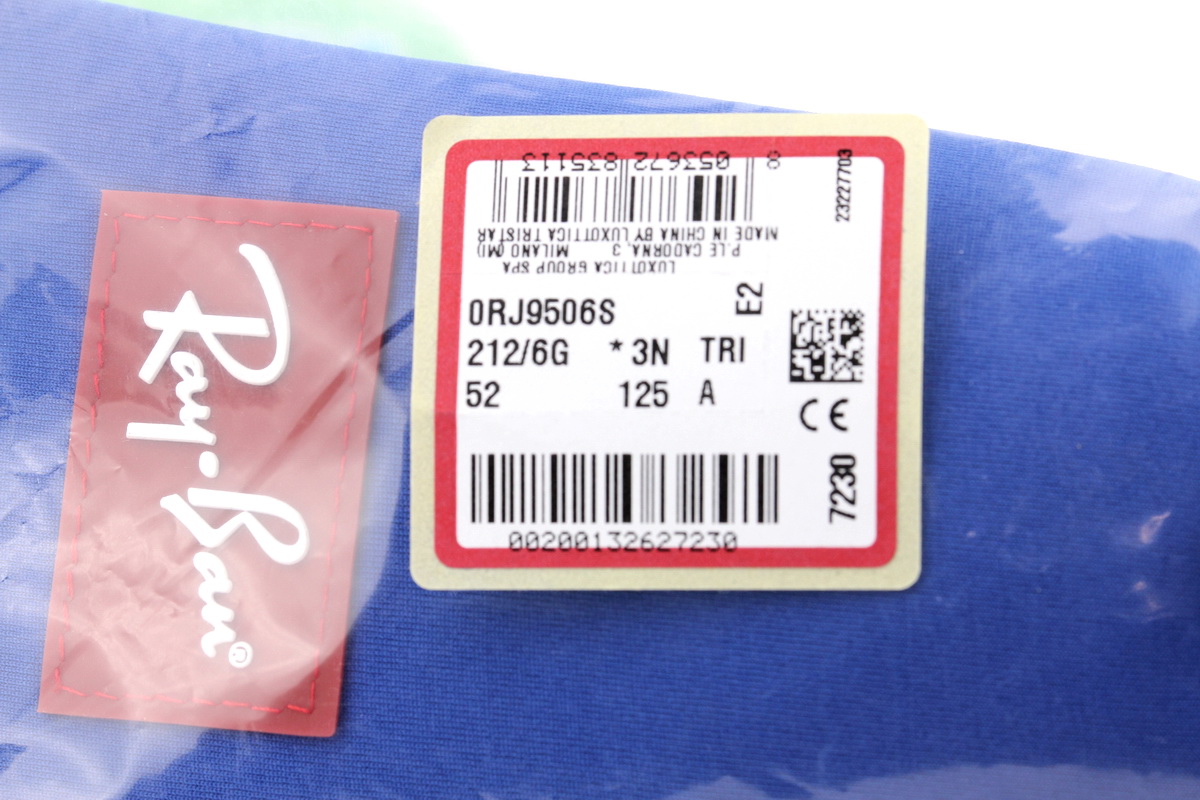 Ray-Ban®
8 053672 835113
MADE IN CHINA BY LUXOTTICA TRISTAR
P.LE CADORNA, 3 MILANO (MI)
LUXOTTICA GROUP SPA
23227703
0RJ9506S
E2
212/6G * 3N TRI
52 125 A
CE
7230
00200132627230